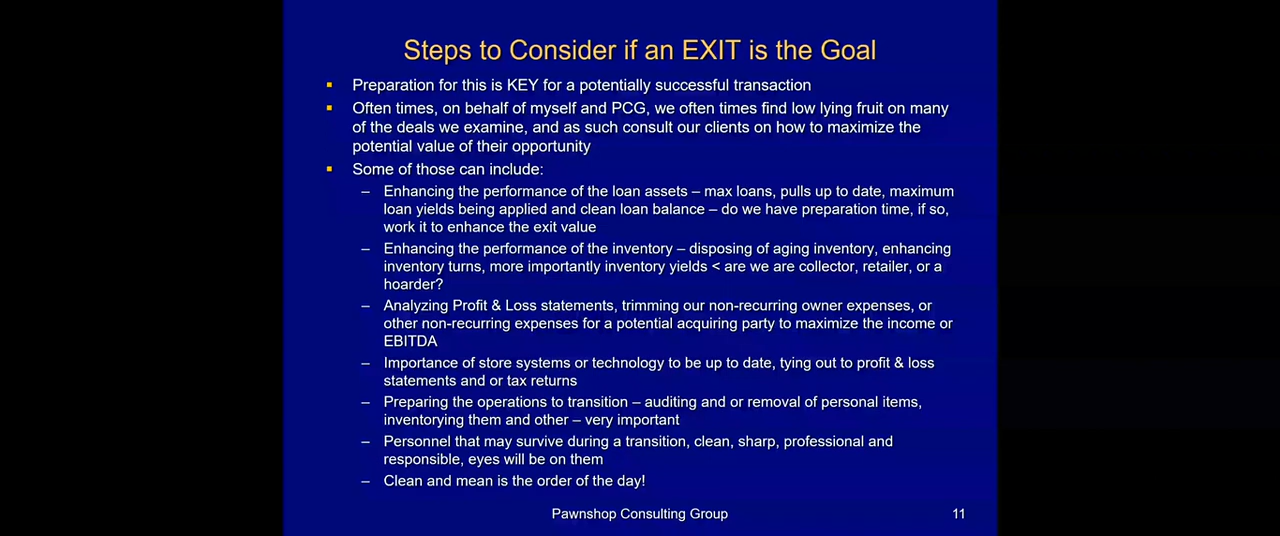 Steps to Consider if an EXIT is the Goal
▪ Preparation for this is KEY for a potentially successful transaction
▪ Often times, on behalf of myself and PCG, we often times find low lying fruit on many
of the deals we examine, and as such consult our clients on how to maximize the
potential value of their opportunity
▪ Some of those can include:
– Enhancing the performance of the loan assets – max loans, pulls up to date, maximum
loan yields being applied and clean loan balance – do we have preparation time, if so,
work it to enhance the exit value
– Enhancing the performance of the inventory – disposing of aging inventory, enhancing
inventory turns, more importantly inventory yields < are we are collector, retailer, or a
hoarder?
– Analyzing Profit & Loss statements, trimming our non-recurring owner expenses, or
other non-recurring expenses for a potential acquiring party to maximize the income or
EBITDA
– Importance of store systems or technology to be up to date, tying out to profit & loss
statements and or tax returns
– Preparing the operations to transition – auditing and or removal of personal items,
inventorying them and other – very important
– Personnel that may survive during a transition, clean, sharp, professional and
responsible, eyes will be on them
– Clean and mean is the order of the day!
Pawnshop Consulting Group
11